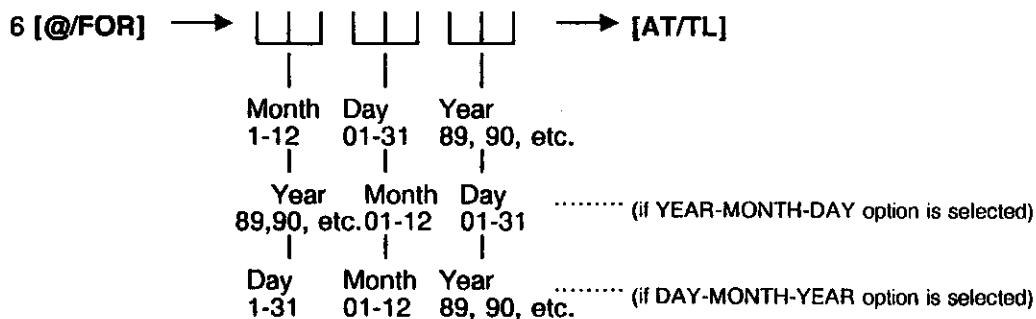 6 [@/FOR] [AT/TL]
Month Day Year
1-12 01-31 89, 90, etc.
Year Month Day
89,90, etc. 01-12 01-31 ········· (if YEAR-MONTH-DAY option is selected)
Day Month Year
1-31 01-12 89, 90, etc. ········· (if DAY-MONTH-YEAR option is selected)